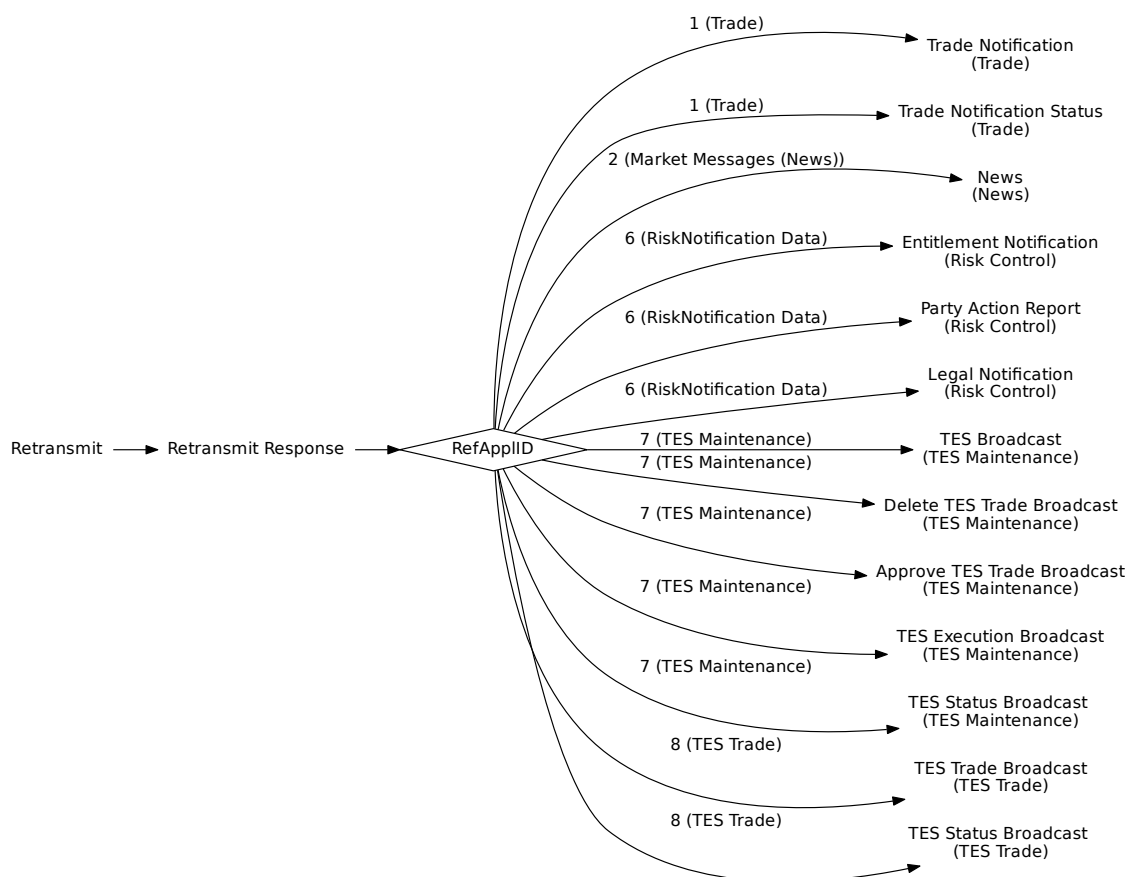 1 (Trade)
Trade Notification
(Trade)
1 (Trade)
Trade Notification Status
(Trade)
2 (Market Messages (News))
News
(News)
6 (RiskNotification Data)
Entitlement Notification
(Risk Control)
6 (RiskNotification Data)
Party Action Report
(Risk Control)
6 (RiskNotification Data)
Legal Notification
(Risk Control)
Retransmit
Retransmit Response
RefApplID
7 (TES Maintenance)
TES Broadcast
(TES Maintenance)
7 (TES Maintenance)
Delete TES Trade Broadcast
(TES Maintenance)
7 (TES Maintenance)
Approve TES Trade Broadcast
(TES Maintenance)
7 (TES Maintenance)
TES Execution Broadcast
(TES Maintenance)
7 (TES Maintenance)
TES Status Broadcast
(TES Maintenance)
8 (TES Trade)
TES Trade Broadcast
(TES Trade)
8 (TES Trade)
TES Status Broadcast
(TES Trade)